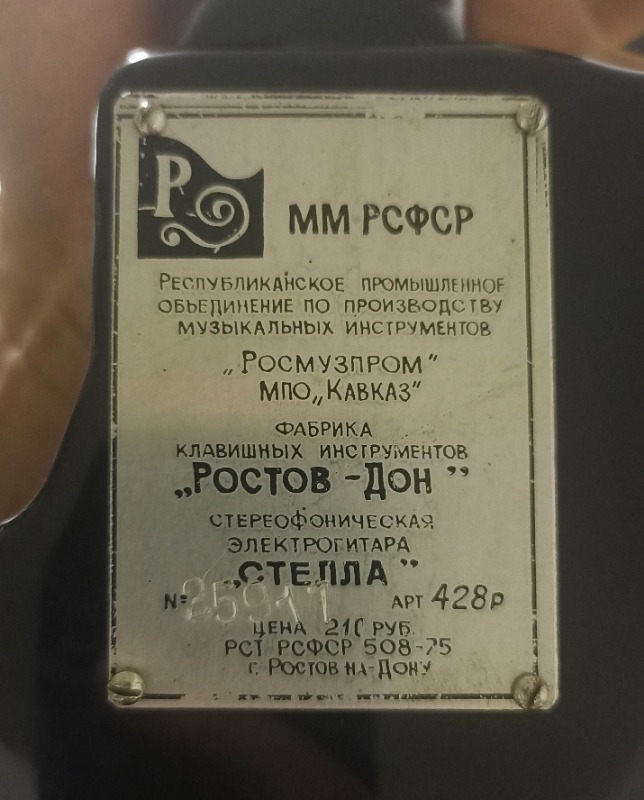 Р
ММ РСФСР
РЕСПУБЛИКАНСКОЕ ПРОМЫШЛЕННОЕ
ОБЪЕДИНЕНИЕ ПО ПРОИЗВОДСТВУ
МУЗЫКАЛЬНЫХ ИНСТРУМЕНТОВ
„РОСМУЗПРОМ”
МПО „КАВКАЗ”
ФАБРИКА
КЛАВИШНЫХ ИНСТРУМЕНТОВ
„РОСТОВ-ДОН”
СТЕРЕОФОНИЧЕСКАЯ
ЭЛЕКТРОГИТАРА
„СТЕЛЛА”
№ 25911 АРТ 428р
ЦЕНА 210 РУБ.
РСТ РСФСР 508-75
г. РОСТОВ НА-ДОНУ